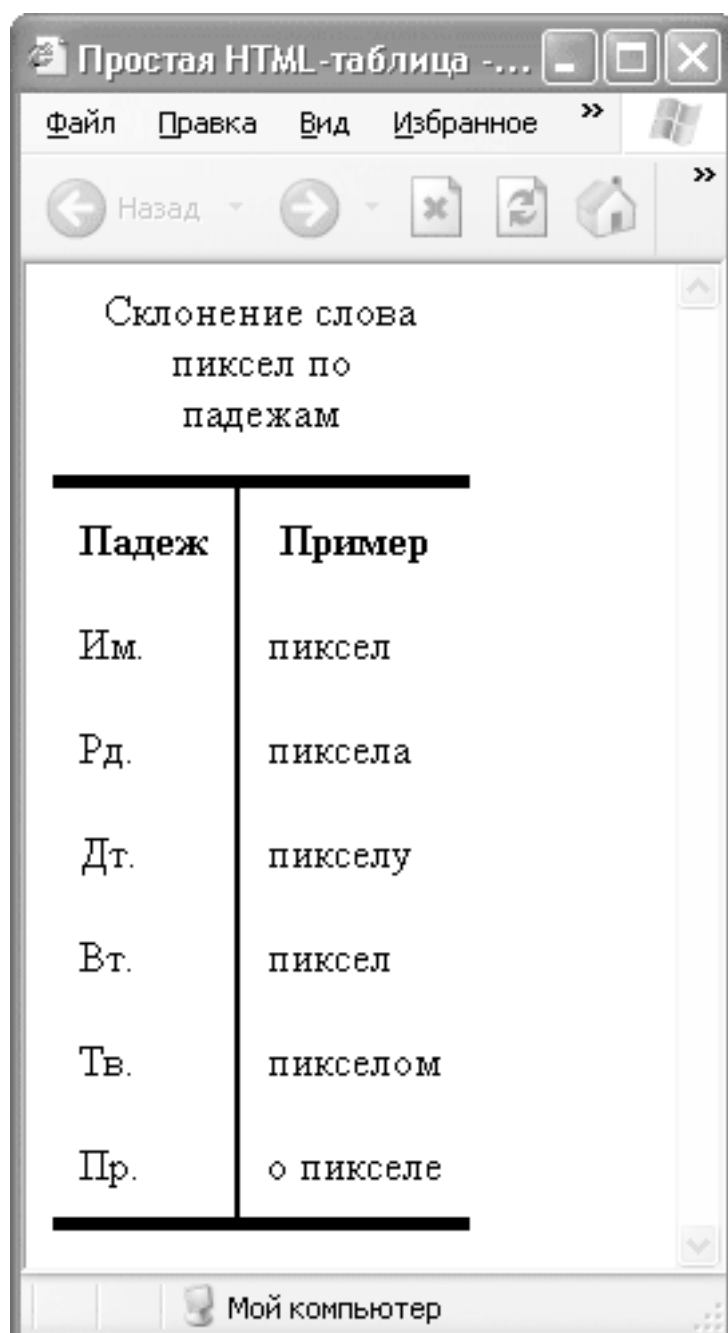 Простая HTML-таблица -...
Файл Правка Вид Избранное »
Назад »
Склонение слова
пиксел по
падежам
Падеж Пример
Им. пиксел
Рд. пиксела
Дт. пикселу
Вт. пиксел
Тв. пикселом
Пр. о пикселе
Мой компьютер